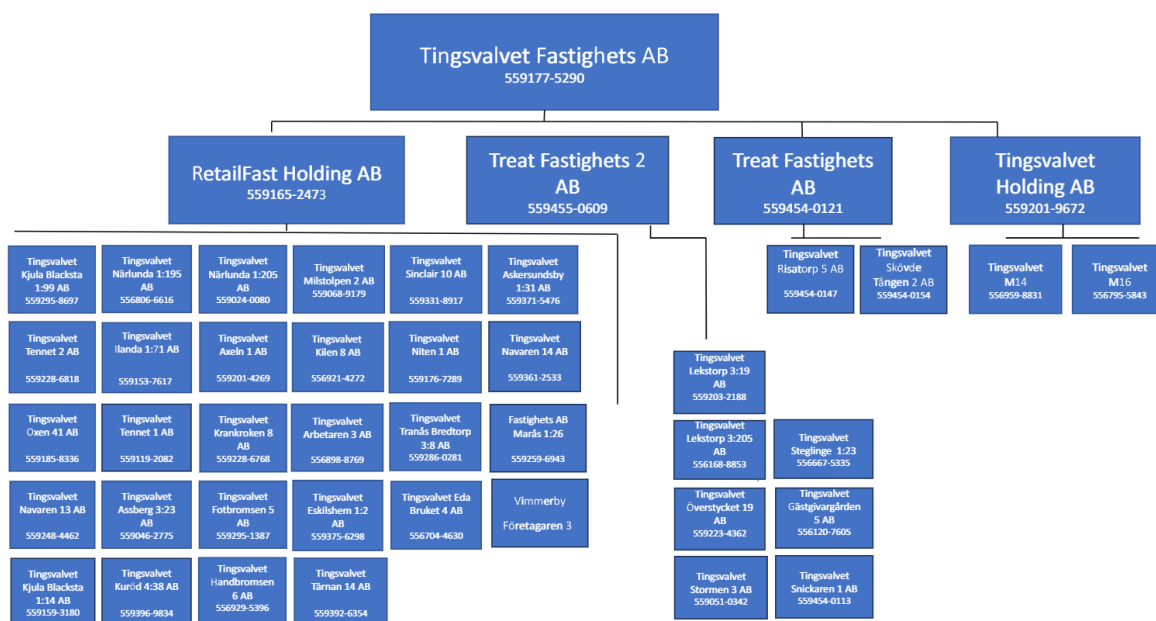 Tingsvalvet Fastighets AB
559177-5290
RetailFast Holding AB
559165-2473
Treat Fastighets 2
AB
559455-0609
Treat Fastighets
AB
559454-0121
Tingsvalvet
Holding AB
559201-9672
Tingsvalvet
Kjula Blacksta
1:99 AB
559295-8697
Tingsvalvet
Närlunda 1:195
AB
556806-6616
Tingsvalvet
Närlunda 1:205
AB
559024-0080
Tingsvalvet
Milstolpen 2 AB
559068-9179
Tingsvalvet
Sinclair 10 AB
559331-8917
Tingsvalvet
Askersundsby
1:31 AB
559371-5476
Tingsvalvet
Risatorp 5 AB
559454-0147
Tingsvalvet
Skövde
Tången 2 AB
559454-0154
Tingsvalvet
M14
556959-8831
Tingsvalvet
M16
556795-5843
Tingsvalvet
Tennet 2 AB
559228-6818
Tingsvalvet
Ilanda 1:71 AB
559153-7617
Tingsvalvet
Axeln 1 AB
559201-4269
Tingsvalvet
Kilen 8 AB
556921-4272
Tingsvalvet
Niten 1 AB
559176-7289
Tingsvalvet
Navaren 14 AB
559361-2533
Tingsvalvet
Lekstorp 3:19
AB
559203-2188
Tingsvalvet
Oxen 41 AB
559185-8336
Tingsvalvet
Tennet 1 AB
559119-2082
Tingsvalvet
Krankroken 8
AB
559228-6768
Tingsvalvet
Arbetaren 3 AB
556898-8769
Tingsvalvet
Tranås Bredtorp
3:8 AB
559286-0281
Fastighets AB
Marås 1:26
559259-6943
Tingsvalvet
Lekstorp 3:205
AB
556168-8853
Tingsvalvet
Steglinge 1:23
556667-5335
Tingsvalvet
Navaren 13 AB
559248-4462
Tingsvalvet
Assberg 3:23
AB
559046-2775
Tingsvalvet
Fotbromsen 5
AB
559295-1387
Tingsvalvet
Eskilshem 1:2
AB
559375-6298
Tingsvalvet Eda
Bruket 4 AB
556704-4630
Vimmerby
Företagaren 3
Tingsvalvet
Överstycket 19
AB
559223-4362
Tingsvalvet
Gästgivargården
5 AB
556120-7605
Tingsvalvet
Kjula Blacksta
1:14 AB
559159-3180
Tingsvalvet
Kuröd 4:38 AB
559396-9834
Tingsvalvet
Handbromsen
6 AB
556929-5396
Tingsvalvet
Tärnan 14 AB
559392-6354
Tingsvalvet
Stormen 3 AB
559051-0342
Tingsvalvet
Snickaren 1 AB
559454-0113